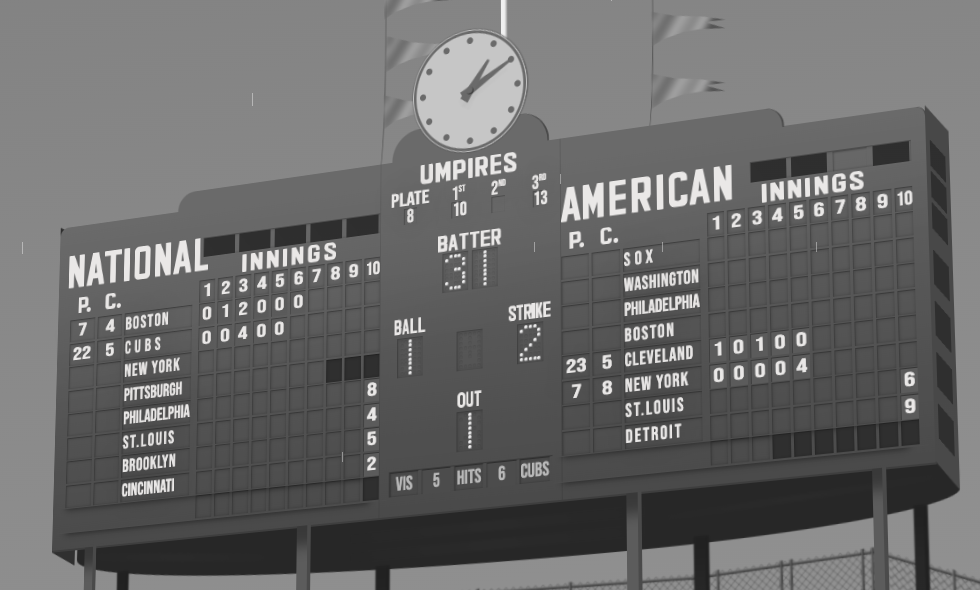 UMPIRES
PLATE 1ST 2ND 3RD
8 10 13
BATTER
31
BALL STRIKE
1 2
OUT
1
VIS 5 HITS 6 CUBS
NATIONAL INNINGS
P. C. 1 2 3 4 5 6 7 8 9 10
7 4 BOSTON 0 1 2 0 0 0
22 5 CUBS 0 0 4 0 0
NEW YORK
PITTSBURGH 8
PHILADELPHIA 4
ST.LOUIS 5
BROOKLYN 2
CINCINNATI
AMERICAN INNINGS
P. C. 1 2 3 4 5 6 7 8 9 10
SOX
WASHINGTON
PHILADELPHIA
BOSTON
23 5 CLEVELAND 1 0 1 0 0
7 8 NEW YORK 0 0 0 0 4
ST.LOUIS 6
DETROIT 9